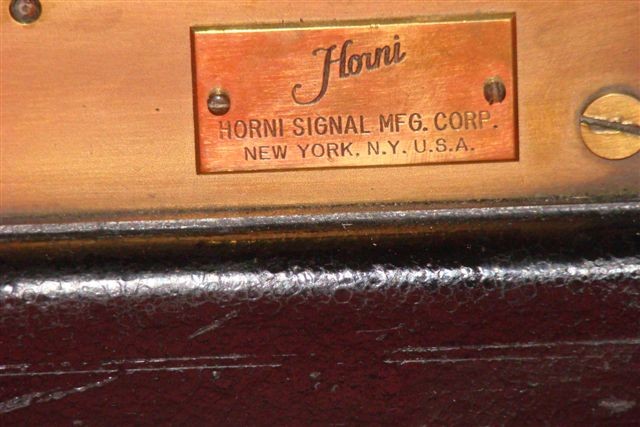 Horni
HORNI SIGNAL MFG. CORP.
NEW YORK, N.Y. U.S.A.